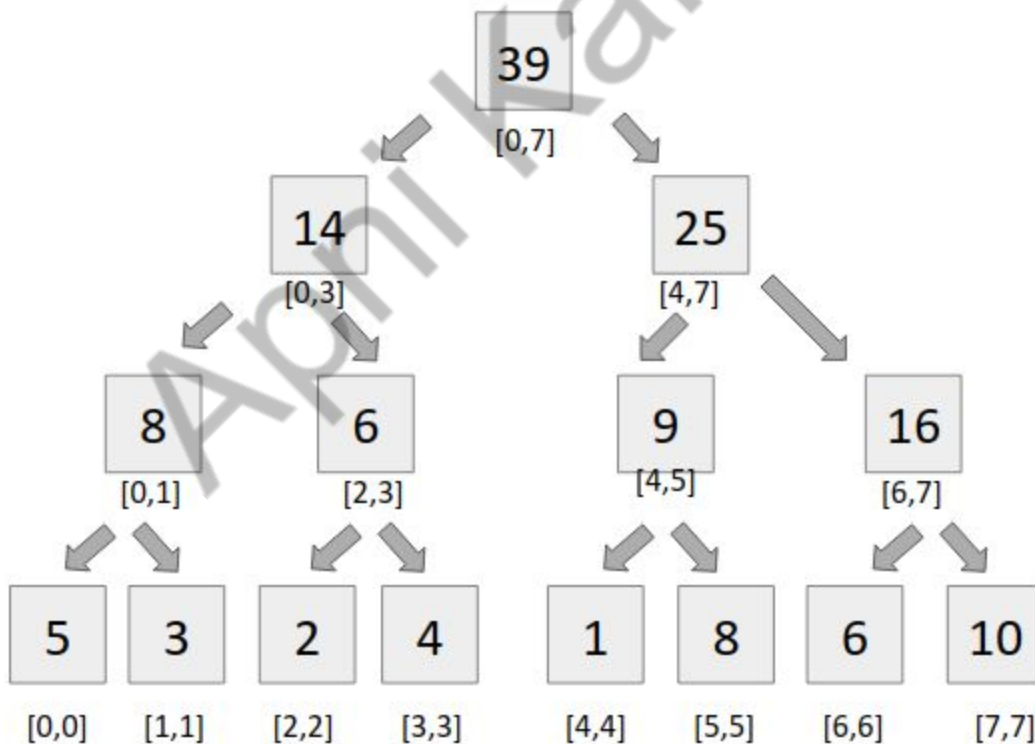 39
[0,7]
14 25
[0,3] [4,7]
8 6 9 16
[0,1] [2,3] [4,5] [6,7]
5 3 2 4 1 8 6 10
[0,0] [1,1] [2,2] [3,3] [4,4] [5,5] [6,6] [7,7]
Apni